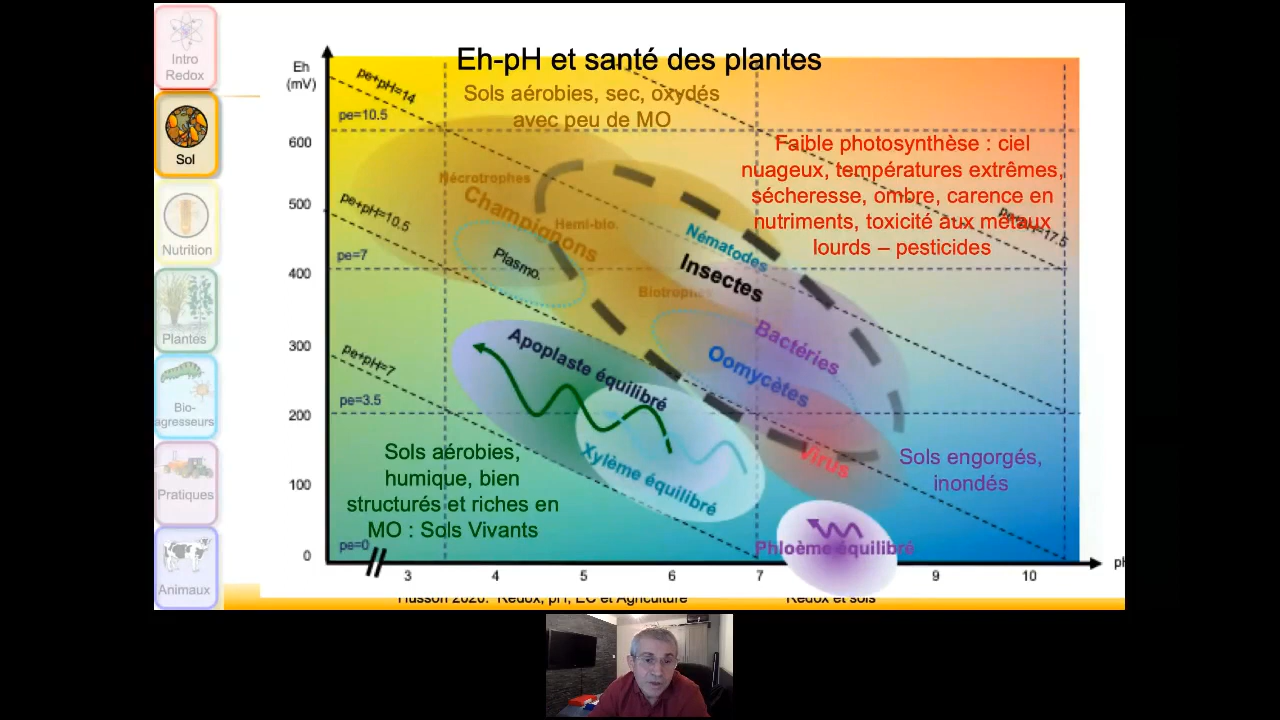 Eh-pH et santé des plantes
Intro
Redox
Sol
Nutrition
Plantes
Bio-
agresseurs
Pratiques
Animaux
Eh
(mV)
600
500
400
300
200
100
0
pe+pH=14
pe=10.5
pe+pH=10.5
pe=7
pe+pH=7
pe=3.5
pe=0
pe+pH=17.5
Sols aérobies, sec, oxydés
avec peu de MO
Faible photosynthèse : ciel
nuageux, températures extrêmes,
sécheresse, ombre, carence en
nutriments, toxicité aux métaux
lourds – pesticides
Nécrotrophes
Champignons
Hemi-bio.
Plasmo.
Nématodes
Insectes
Biotrophes
Bactéries
Oomycètes
Virus
Apoplaste équilibré
Xylème équilibré
Phloème équilibré
Sols aérobies,
humique, bien
structurés et riches en
MO : Sols Vivants
Sols engorgés,
inondés
3
4
5
6
7
9
10
pH
Husson 2020. Redox, pH, EC et Agriculture
Redox et sols